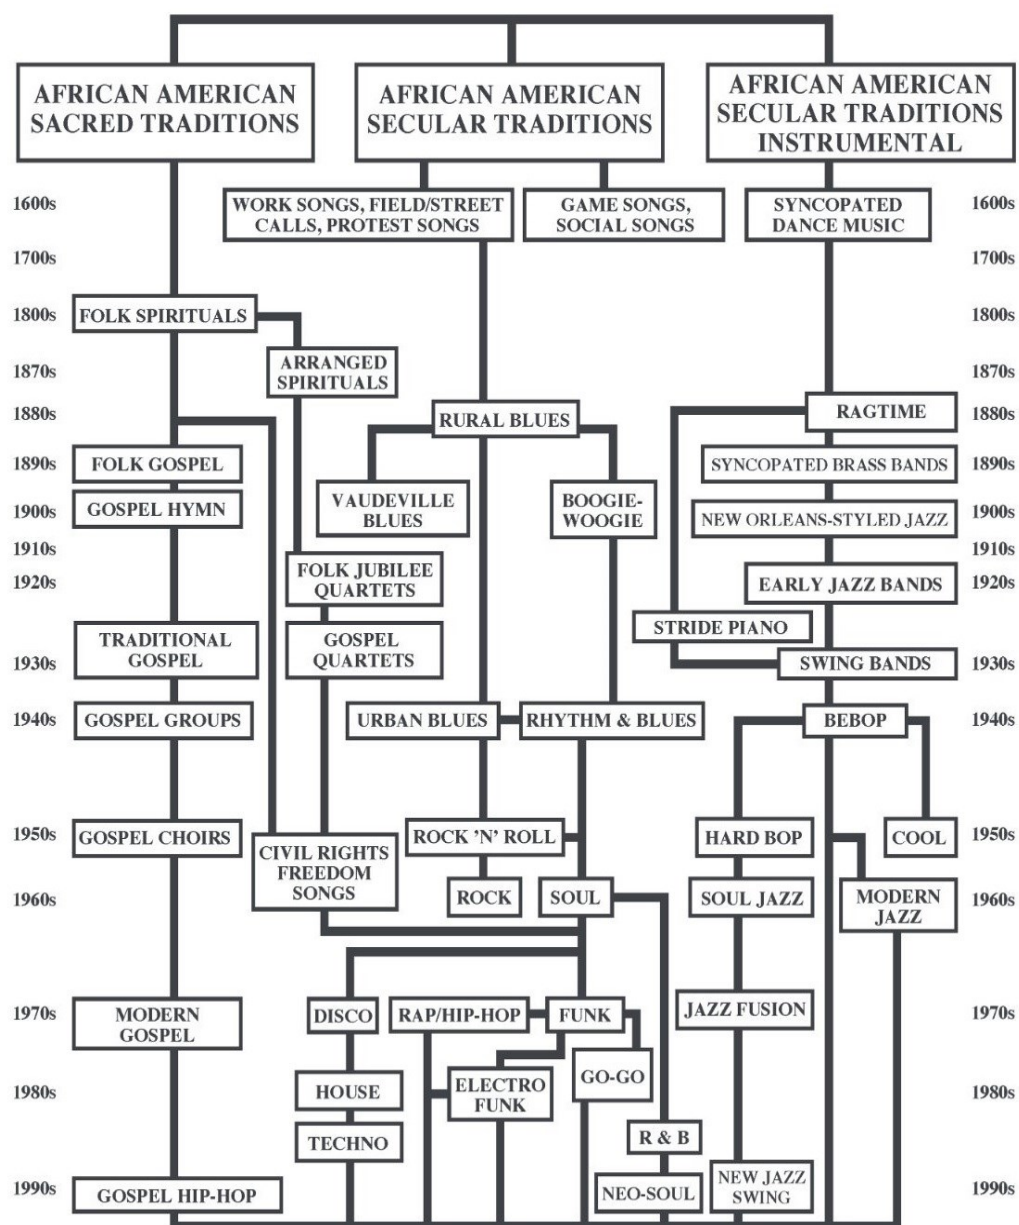 AFRICAN AMERICAN
SACRED TRADITIONS
AFRICAN AMERICAN
SECULAR TRADITIONS
AFRICAN AMERICAN
SECULAR TRADITIONS
INSTRUMENTAL
1600s
WORK SONGS, FIELD/STREET
CALLS, PROTEST SONGS
GAME SONGS,
SOCIAL SONGS
SYNCOPATED
DANCE MUSIC
1600s
1700s
1700s
1800s
FOLK SPIRITUALS
1800s
1870s
ARRANGED
SPIRITUALS
1870s
1880s
RURAL BLUES
RAGTIME
1880s
1890s
FOLK GOSPEL
SYNCOPATED BRASS BANDS
1890s
1900s
GOSPEL HYMN
VAUDEVILLE
BLUES
BOOGIE-
WOOGIE
NEW ORLEANS-STYLED JAZZ
1900s
1910s
1910s
1920s
FOLK JUBILEE
QUARTETS
EARLY JAZZ BANDS
1920s
TRADITIONAL
GOSPEL
GOSPEL
QUARTETS
STRIDE PIANO
1930s
SWING BANDS
1930s
1940s
GOSPEL GROUPS
URBAN BLUES
RHYTHM & BLUES
BEBOP
1940s
1950s
GOSPEL CHOIRS
CIVIL RIGHTS
FREEDOM
SONGS
ROCK ’N’ ROLL
HARD BOP
COOL
1950s
1960s
ROCK
SOUL
SOUL JAZZ
MODERN
JAZZ
1960s
1970s
MODERN
GOSPEL
DISCO
RAP/HIP-HOP
FUNK
JAZZ FUSION
1970s
1980s
HOUSE
ELECTRO
FUNK
GO-GO
1980s
TECHNO
R & B
1990s
GOSPEL HIP-HOP
NEO-SOUL
NEW JAZZ
SWING
1990s